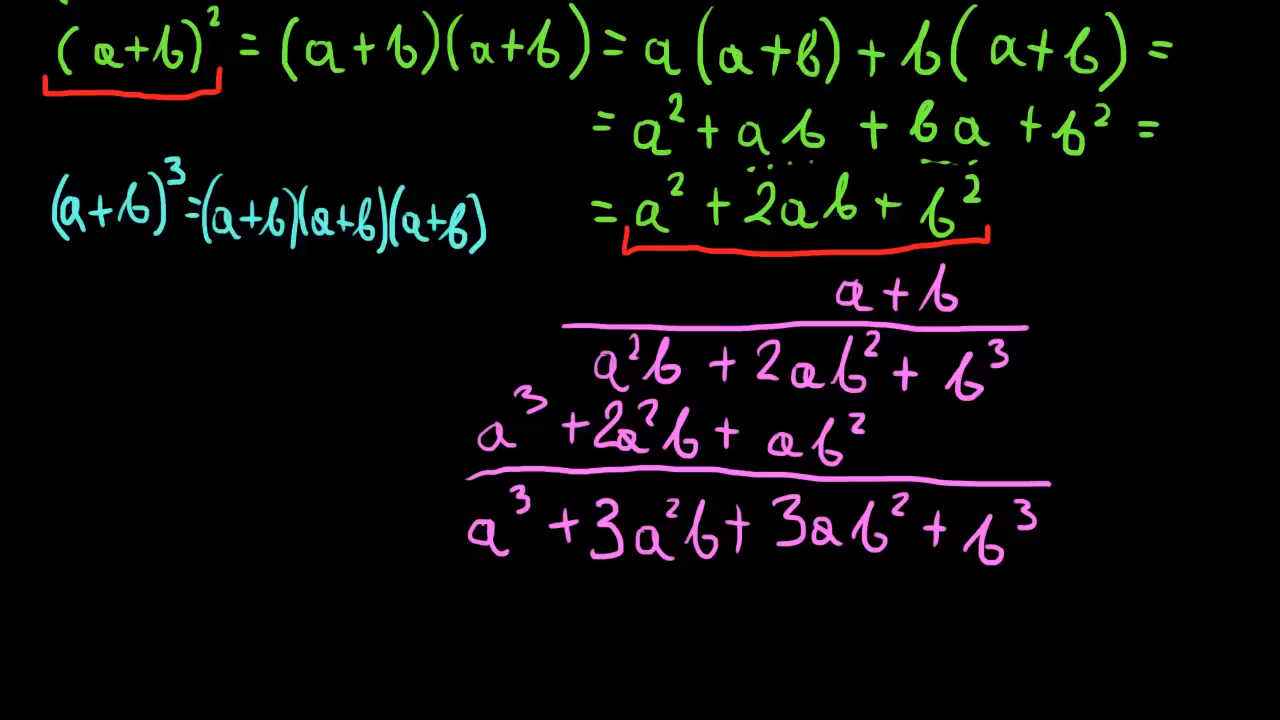 (a+b)² = (a+b)(a+b) = a(a+b) + b(a+b) =
= a² + ab + ba + b² =
(a+b)³ = (a+b)(a+b)(a+b)
= a² + 2ab + b²
a+b
a²b + 2ab² + b³
a³ + 2a²b + ab²
a³ + 3a²b + 3ab² + b³